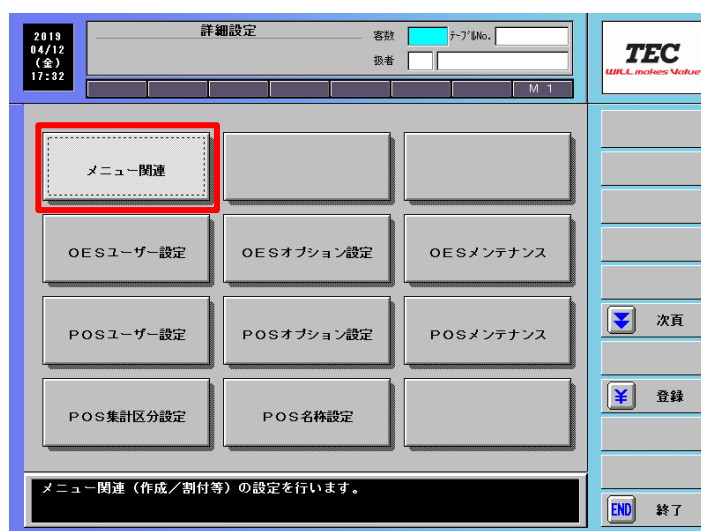 2019
04/12
(金)
17:32
詳細設定
客数
ﾃｰﾌﾞﾙNo.
扱者
M 1
TEC
WILL makes Value
メニュー関連
OESユーザー設定
OESオプション設定
OESメンテナンス
POSユーザー設定
POSオプション設定
POSメンテナンス
POS集計区分設定
POS名称設定
次頁
¥ 登録
メニュー関連（作成／割付等）の設定を行います。
END 終了